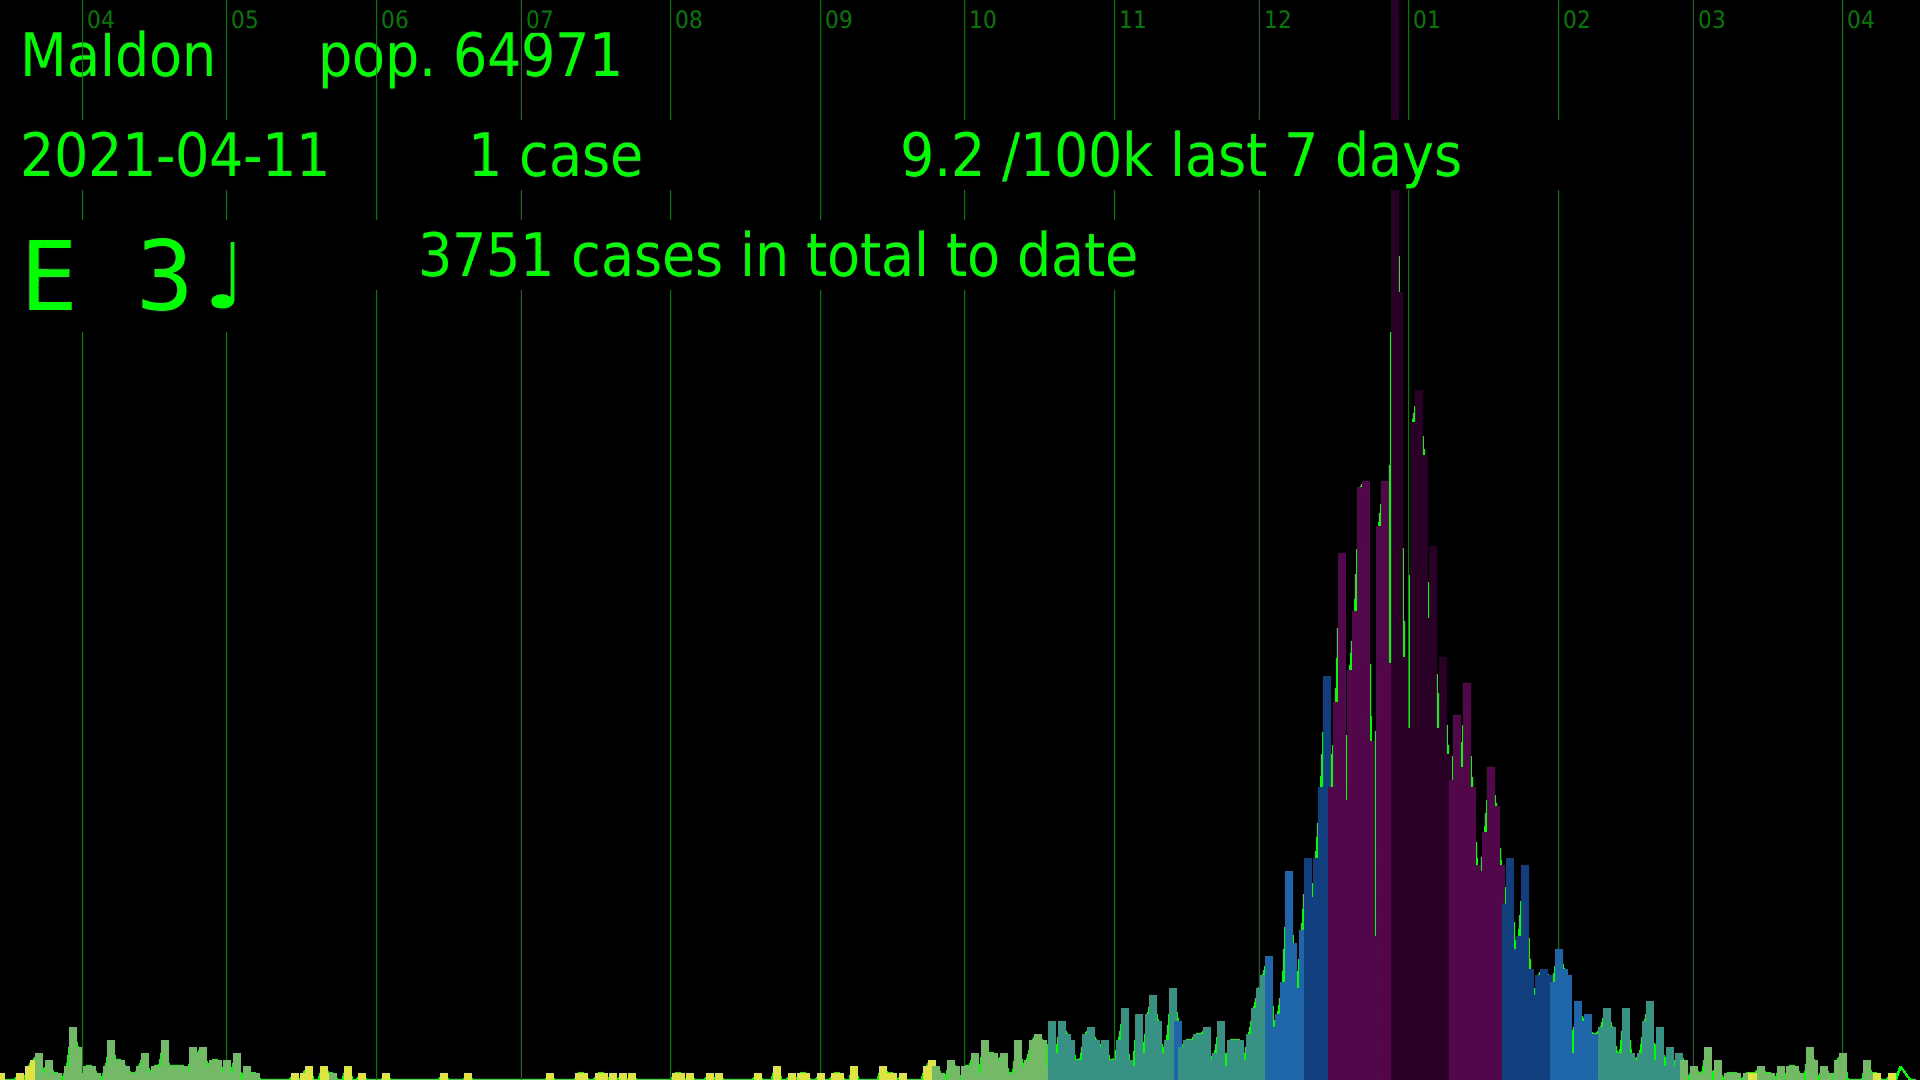 04 05 06 07 08 09 10 11 12 01 02 03 04
Maldon pop. 64971
2021-04-11 1 case 9.2 /100k last 7 days
E 3♩ 3751 cases in total to date